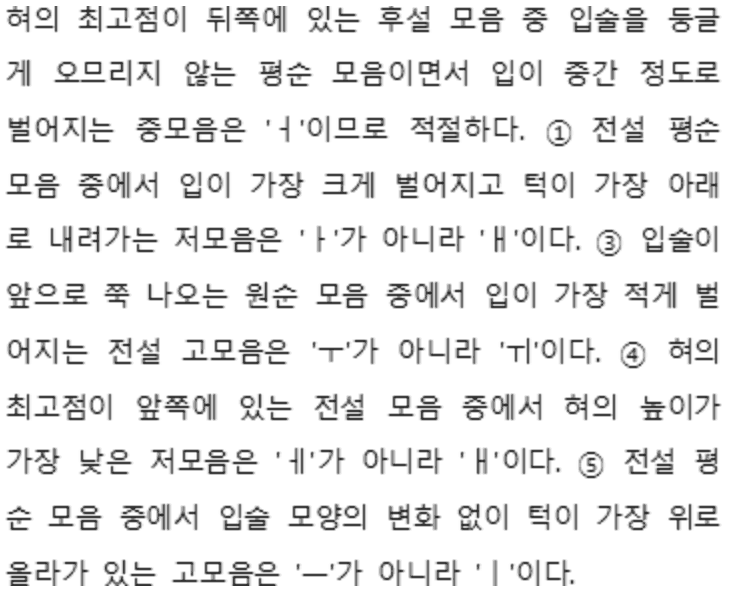 혀의 최고점이 뒤쪽에 있는 후설 모음 중 입술을 둥글
게 오므리지 않는 평순 모음이면서 입이 중간 정도로
벌어지는 중모음은 'ㅓ'이므로 적절하다. ① 전설 평순
모음 중에서 입이 가장 크게 벌어지고 턱이 가장 아래
로 내려가는 저모음은 'ㅏ'가 아니라 'ㅐ'이다. ③ 입술이
앞으로 쭉 나오는 원순 모음 중에서 입이 가장 적게 벌
어지는 전설 고모음은 'ㅜ'가 아니라 'ㅟ'이다. ④ 혀의
최고점이 앞쪽에 있는 전설 모음 중에서 혀의 높이가
가장 낮은 저모음은 'ㅔ'가 아니라 'ㅐ'이다. ⑤ 전설 평
순 모음 중에서 입술 모양의 변화 없이 턱이 가장 위로
올라가 있는 고모음은 'ㅡ'가 아니라 'ㅣ'이다.